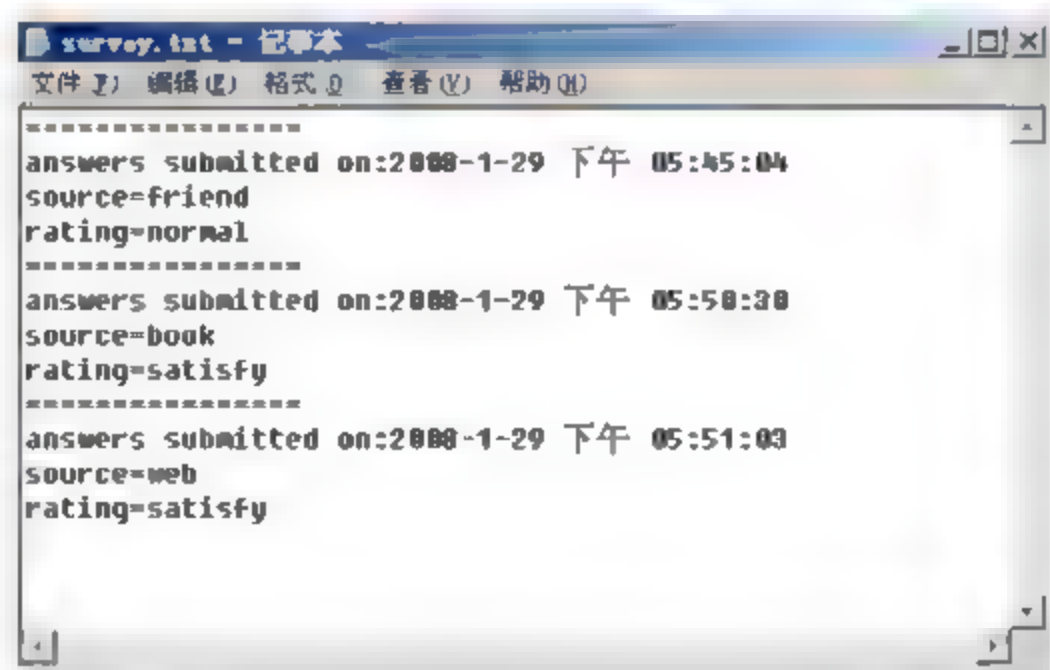 survey.txt - 记事本
文件(F) 编辑(E) 格式(O) 查看(V) 帮助(H)
================
answers submitted on:2008-1-29 下午 05:45:04
source=friend
rating=normal
================
answers submitted on:2008-1-29 下午 05:50:30
source=book
rating=satisfy
================
answers submitted on:2008-1-29 下午 05:51:03
source=web
rating=satisfy